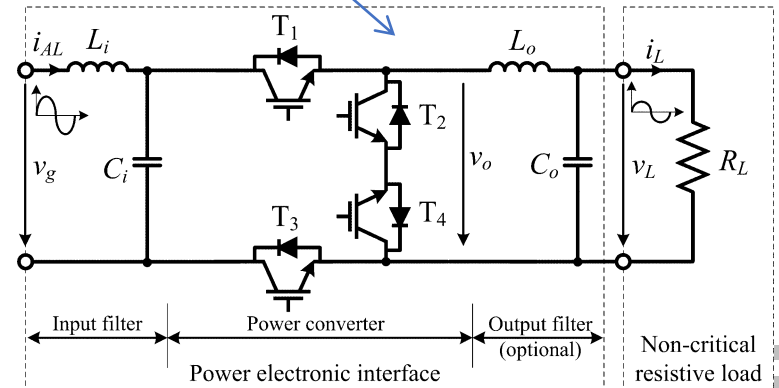 i_AL L_i T_1 L_o i_L
T_2
v_g C_i v_o C_o v_L R_L
T_4
T_3
Input filter Power converter Output filter
(optional)
Power electronic interface
Non-critical
resistive load